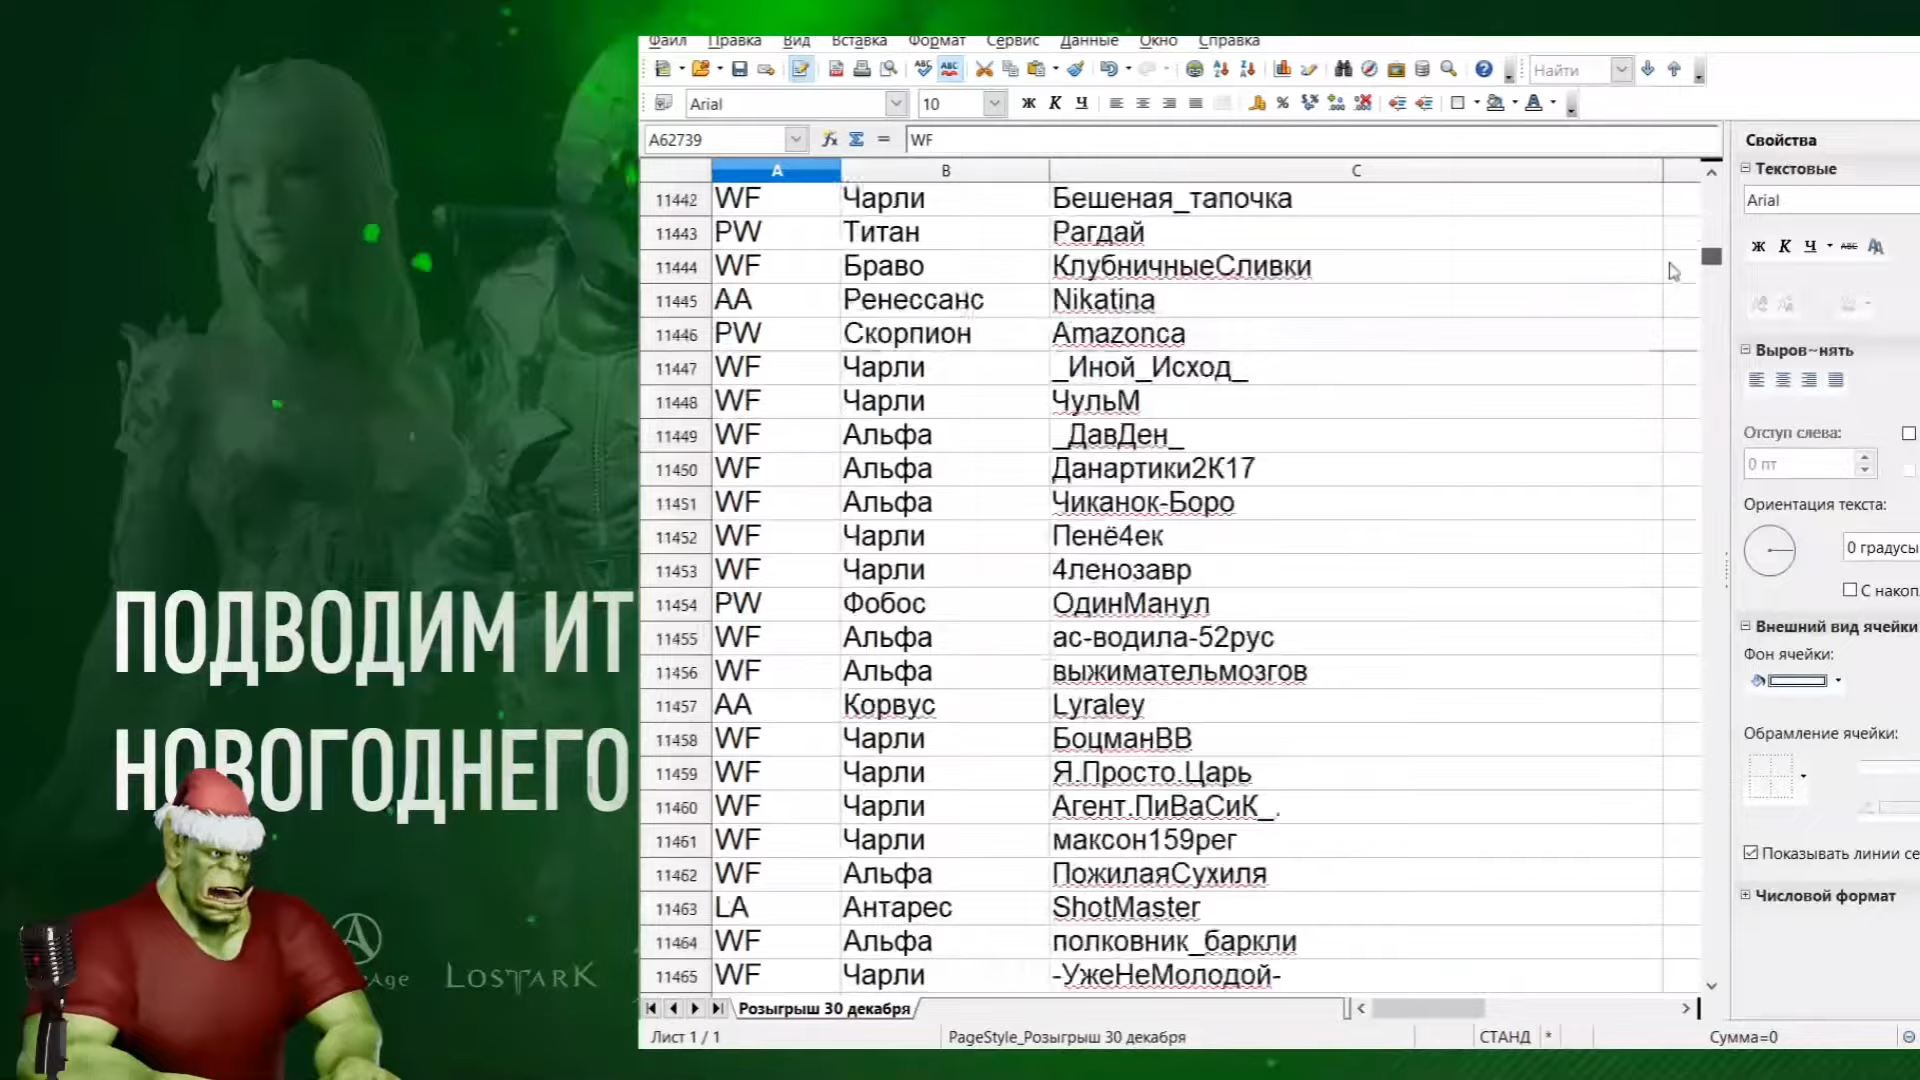 ПОДВОДИМ ИТ
НОВОГОДНЕГО
Age
LOSTARK
Файл Правка Вид Вставка Формат Сервис Данные Окно Справка
Найти
Arial 10 Ж К Ч
A62739 WF
A B C
11442 WF Чарли Бешеная_тапочка
11443 PW Титан Рагдай
11444 WF Браво КлубничныеСливки
11445 AA Ренессанс Nikatina
11446 PW Скорпион Amazonca
11447 WF Чарли _Иной_Исход_
11448 WF Чарли ЧульМ
11449 WF Альфа _ДавДен_
11450 WF Альфа Данартики2К17
11451 WF Альфа Чиканок-Боро
11452 WF Чарли Пенё4ек
11453 WF Чарли 4ленозавр
11454 PW Фобос ОдинМанул
11455 WF Альфа ас-водила-52рус
11456 WF Альфа выжимательмозгов
11457 AA Корвус Lyraley
11458 WF Чарли БоцманВВ
11459 WF Чарли Я.Просто.Царь
11460 WF Чарли Агент.ПиВаСиК_.
11461 WF Чарли максон159рег
11462 WF Альфа ПожилаяСухиля
11463 LA Антарес ShotMaster
11464 WF Альфа полковник_баркли
11465 WF Чарли -УжеНеМолодой-
Розыгрыш 30 декабря
Лист 1 / 1 PageStyle_Розыгрыш 30 декабря СТАНД * Сумма=0
Свойства
Текстовые
Arial
Ж К Ч ABC
Выров~нять
Отступ слева:
0 пт
Ориентация текста:
0 градусы
С накоп
Внешний вид ячейки
Фон ячейки:
Обрамление ячейки:
Показывать линии се
Числовой формат